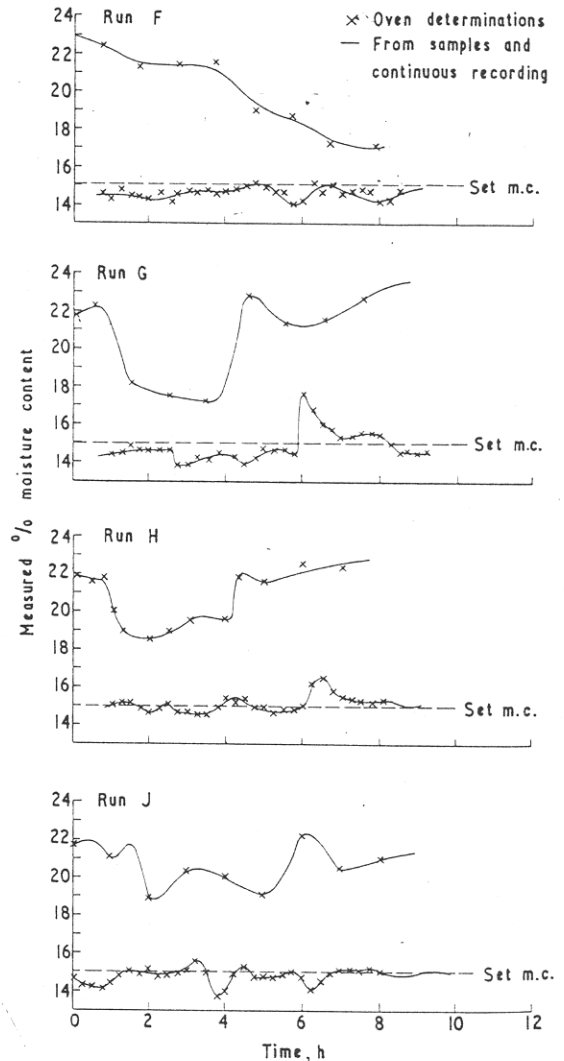 Run F
× Oven determinations
— From samples and
continuous recording
24
22
20
18
16
14
Set m.c.
Run G
24
22
20
18
16
14
Set m.c.
Measured % moisture content
Run H
24
22
20
18
16
14
Set m.c.
Run J
24
22
20
18
16
14
Set m.c.
0 2 4 6 8 10 12
Time, h